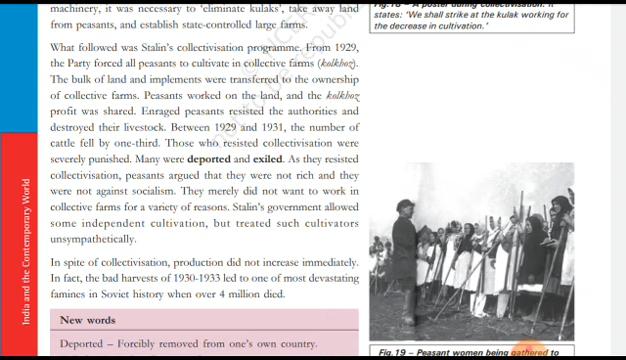 machinery, it was necessary to 'eliminate kulaks', take away land
from peasants, and establish state-controlled large farms.
What followed was Stalin's collectivisation programme. From 1929,
the Party forced all peasants to cultivate in collective farms (kolkhoz).
The bulk of land and implements were transferred to the ownership
of collective farms. Peasants worked on the land, and the kolkhoz
profit was shared. Enraged peasants resisted the authorities and
destroyed their livestock. Between 1929 and 1931, the number of
cattle fell by one-third. Those who resisted collectivisation were
severely punished. Many were deported and exiled. As they resisted
collectivisation, peasants argued that they were not rich and they
were not against socialism. They merely did not want to work in
collective farms for a variety of reasons. Stalin's government allowed
some independent cultivation, but treated such cultivators
unsympathetically.
In spite of collectivisation, production did not increase immediately.
In fact, the bad harvests of 1930-1933 led to one of most devastating
famines in Soviet history when over 4 million died.
New words
Deported – Forcibly removed from one's own country.
Fig.18 – A poster during collectivisation. It
states: 'We shall strike at the kulak working for
the decrease in cultivation.'
Fig.19 – Peasant women being gathered to
India and the Contemporary World
not to be republished